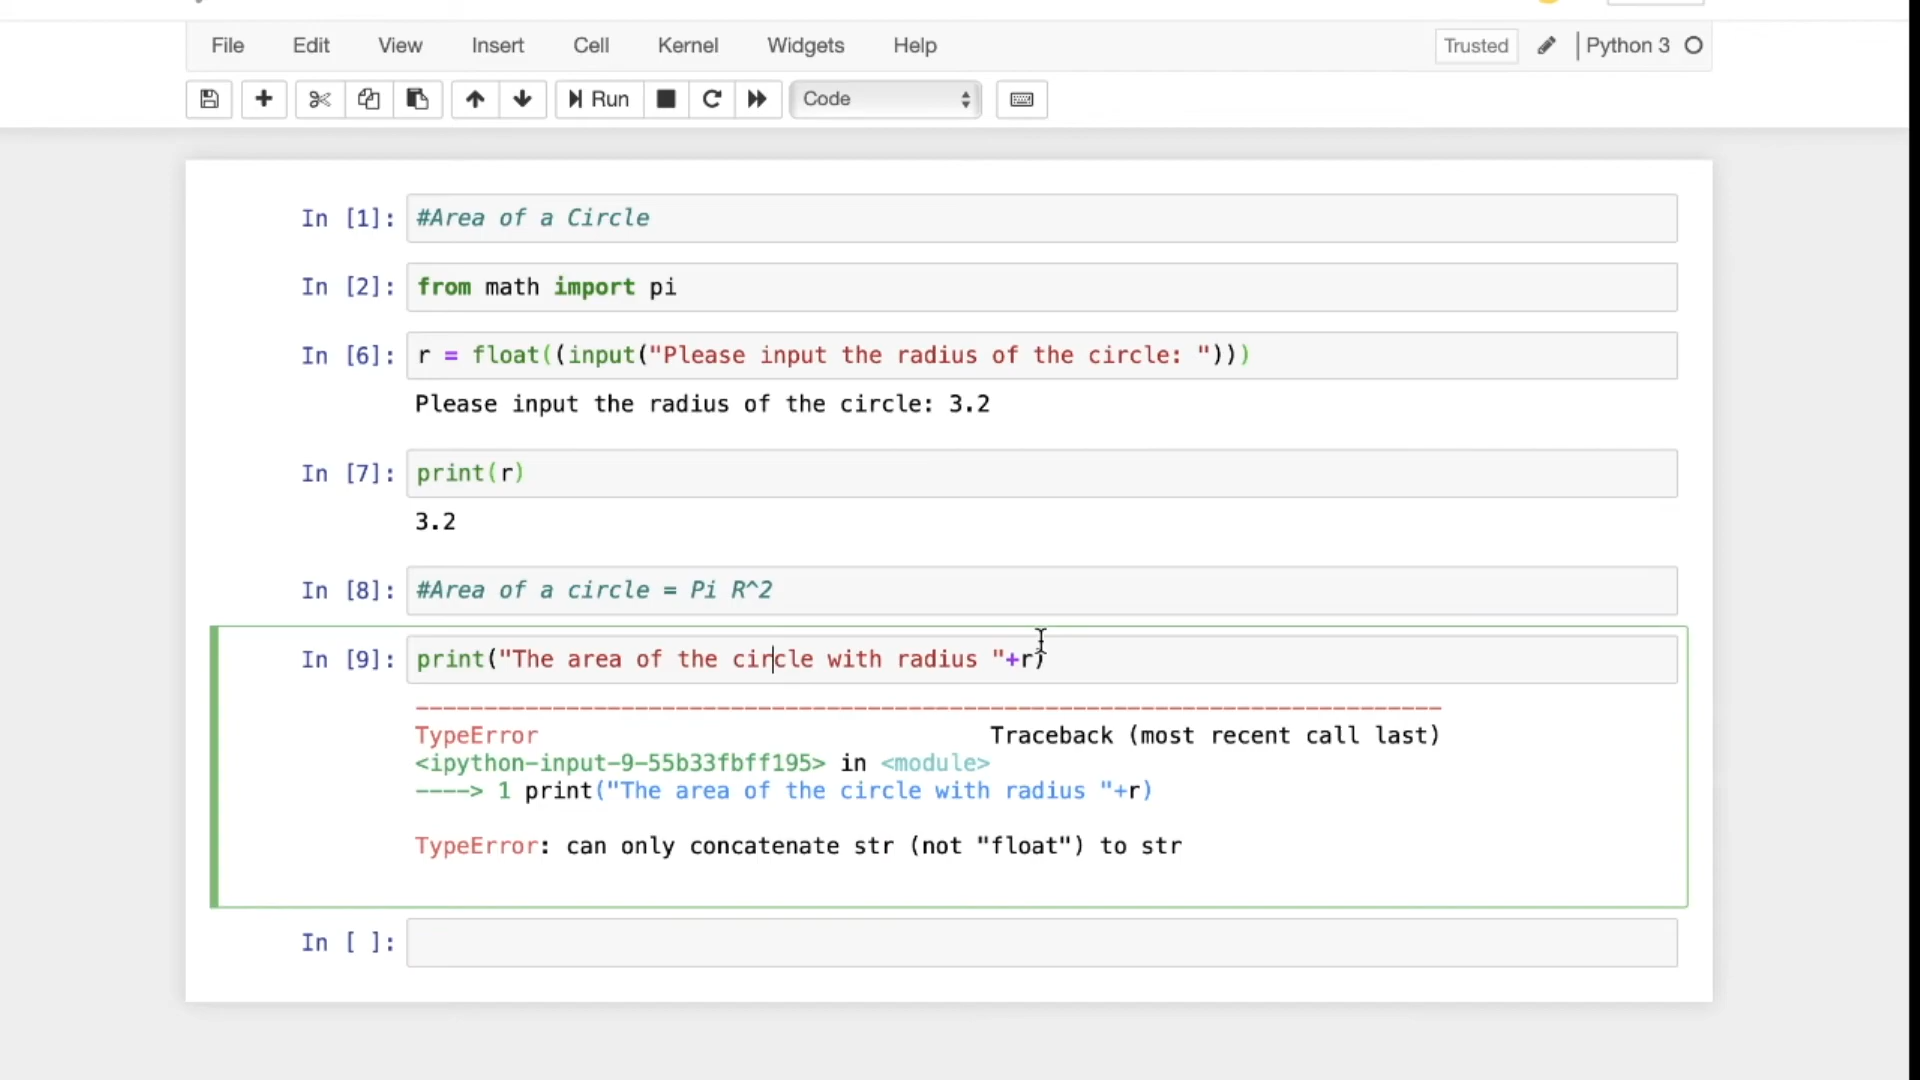 File Edit View Insert Cell Kernel Widgets Help Trusted Python 3
Run Code
In [1]: #Area of a Circle
In [2]: from math import pi
In [6]: r = float((input("Please input the radius of the circle: ")))
Please input the radius of the circle: 3.2
In [7]: print(r)
3.2
In [8]: #Area of a circle = Pi R^2
In [9]: print("The area of the circle with radius "+r)
---------------------------------------------------------------------------
TypeError Traceback (most recent call last)
<ipython-input-9-55b33fbff195> in <module>
----> 1 print("The area of the circle with radius "+r)
TypeError: can only concatenate str (not "float") to str
In [ ]: